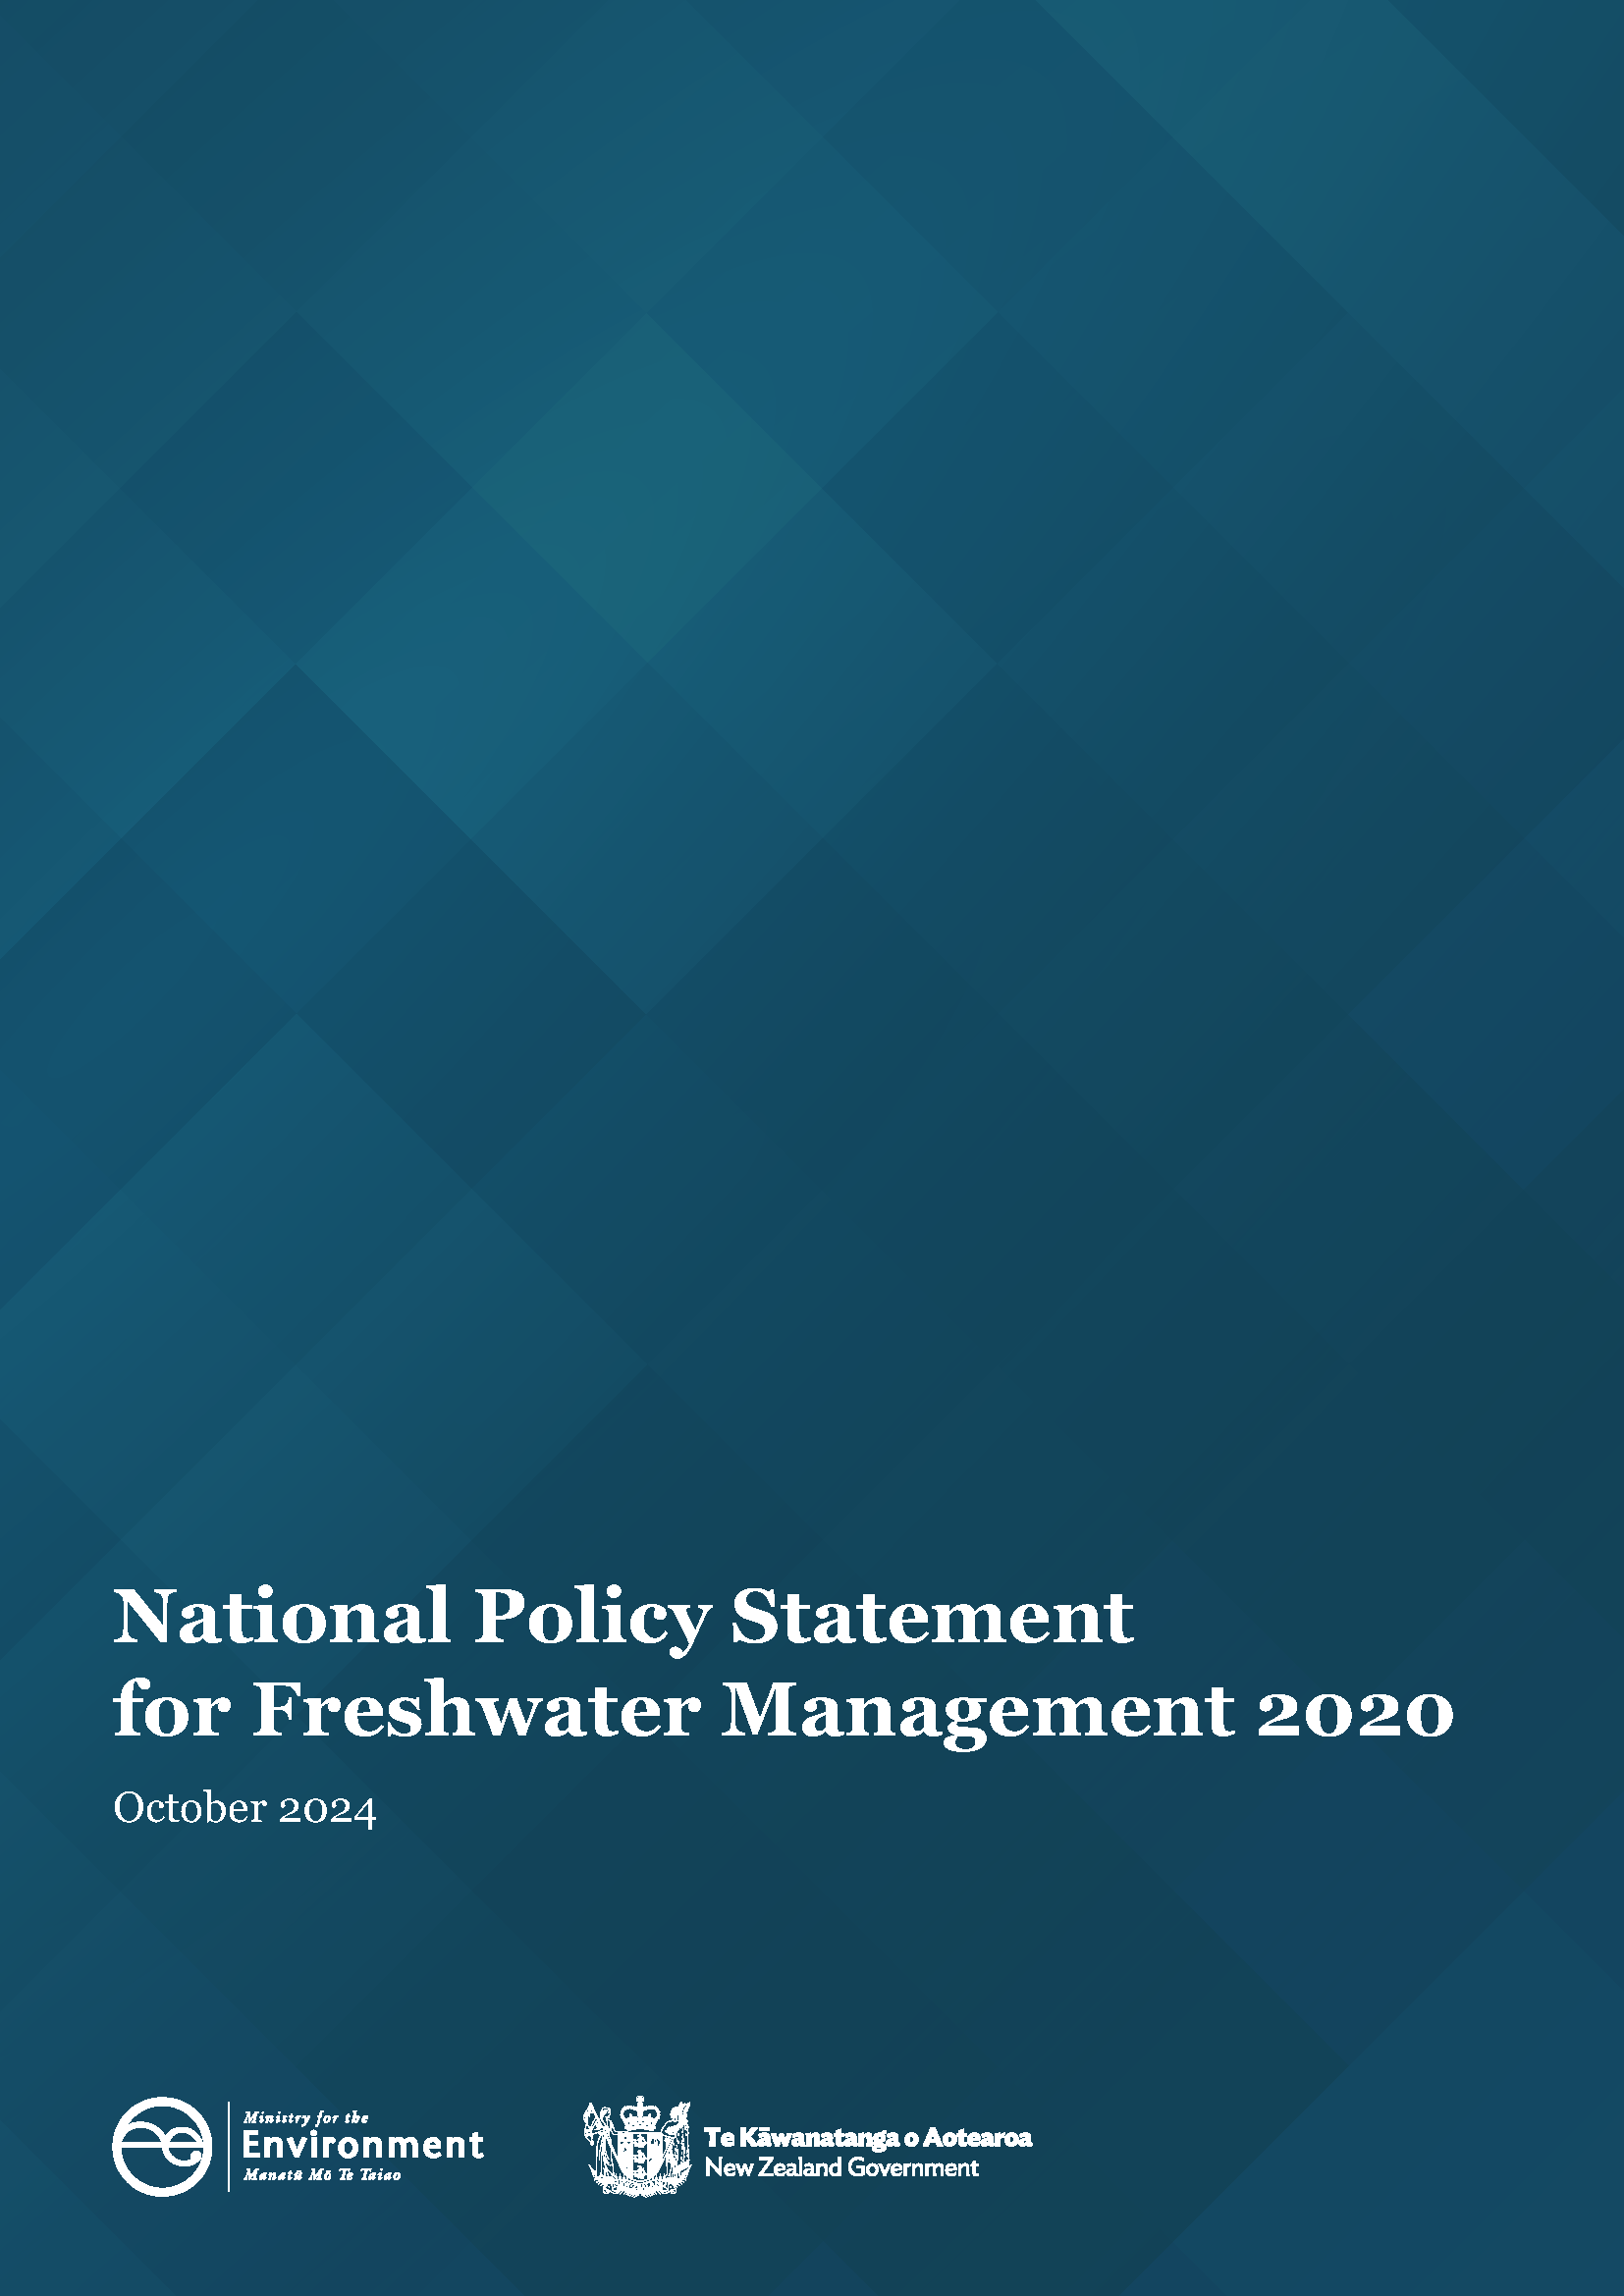 National Policy Statement
for Freshwater Management 2020
October 2024
Ministry for the
Environment
Manatū Mō Te Taiao
Te Kāwanatanga o Aotearoa
New Zealand Government